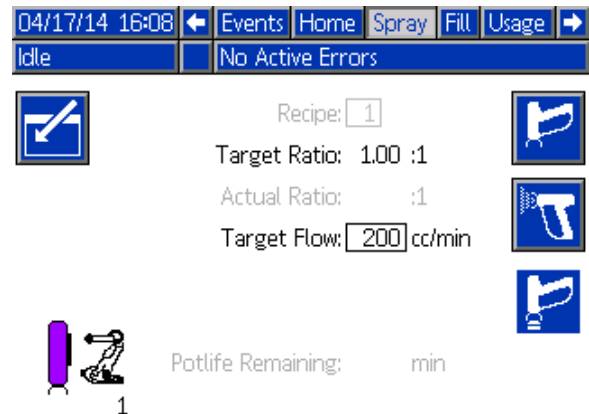 04/17/14 16:08 Events Home Spray Fill Usage
Idle No Active Errors
Recipe: 1
Target Ratio: 1.00 :1
Actual Ratio: :1
Target Flow: 200 cc/min
Potlife Remaining: min
1